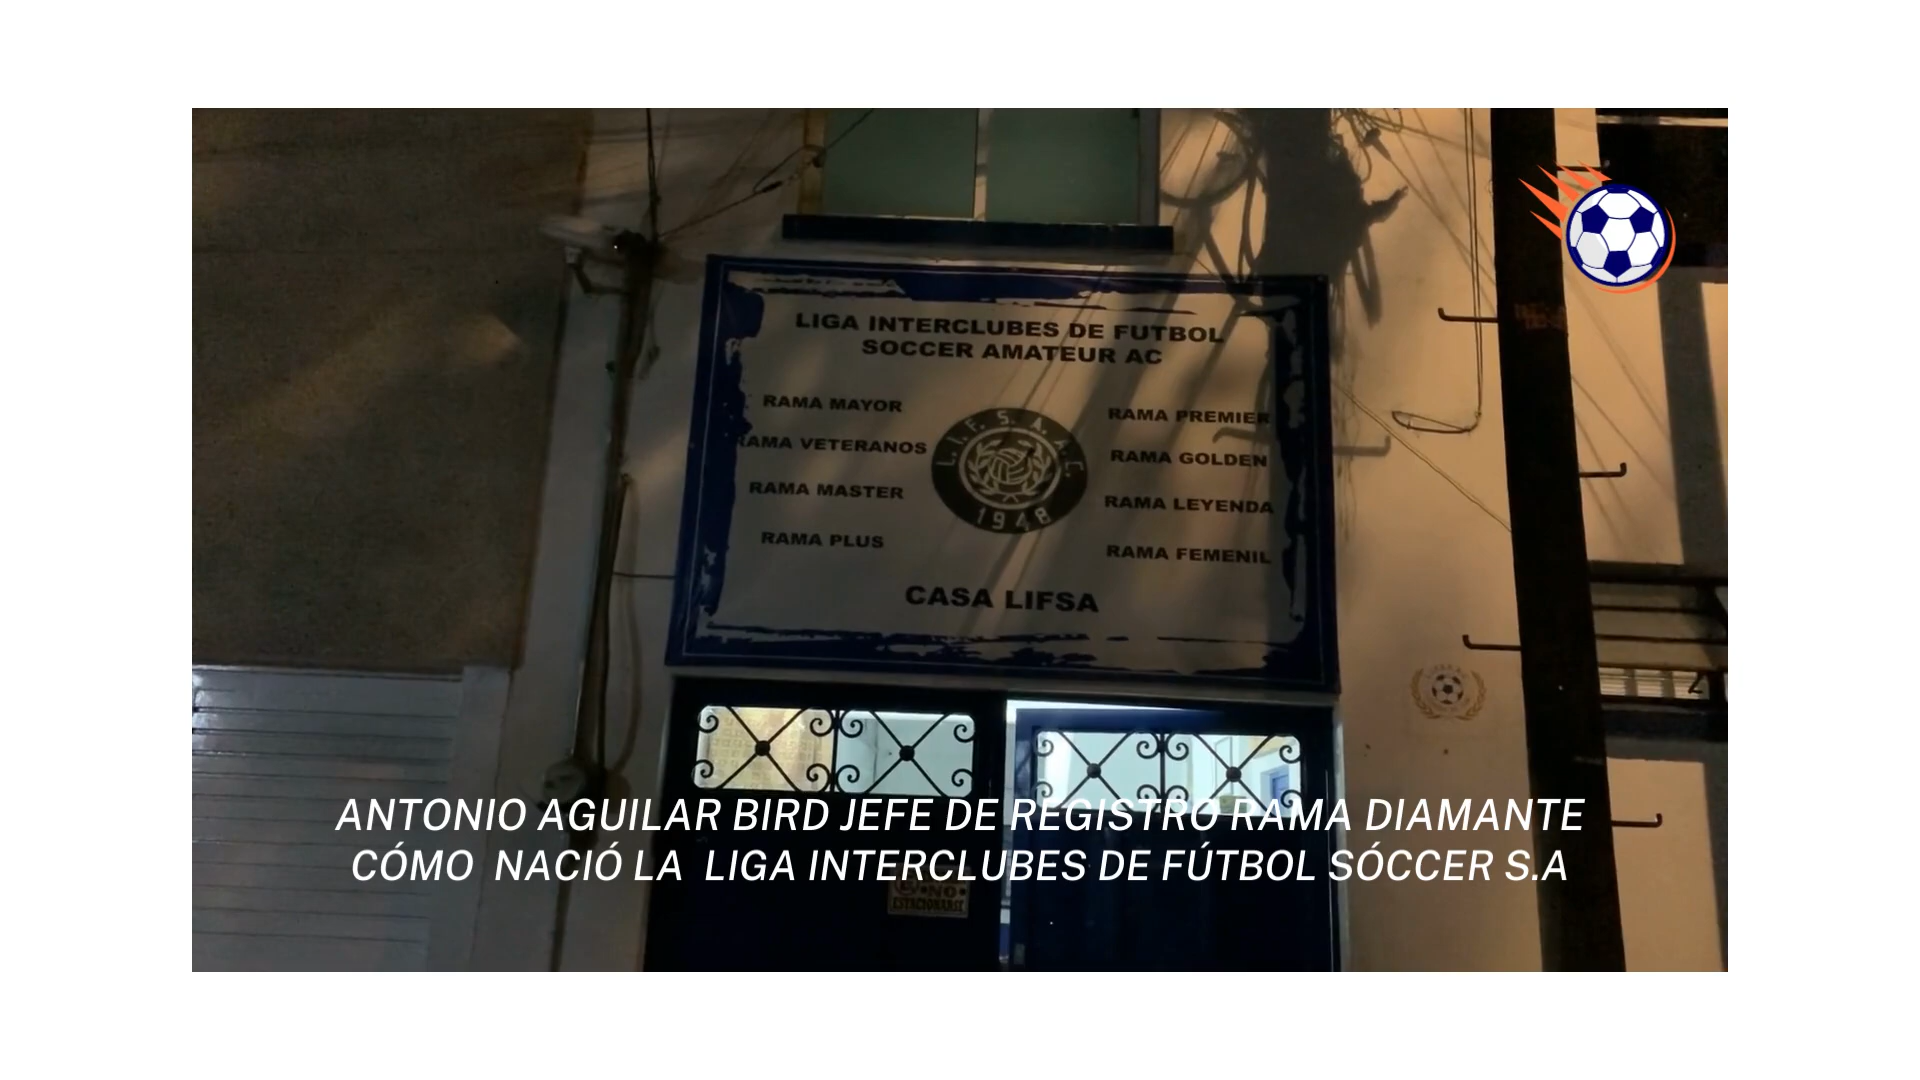 LIGA INTERCLUBES DE FUTBOL
SOCCER AMATEUR AC
RAMA MAYOR
RAMA VETERANOS
RAMA MASTER
RAMA PLUS
L.I.F.S.A.A.C.
1948
RAMA PREMIER
RAMA GOLDEN
RAMA LEYENDA
RAMA FEMENIL
CASA LIFSA
ANTONIO AGUILAR BIRD JEFE DE REGISTRO RAMA DIAMANTE
CÓMO NACIÓ LA LIGA INTERCLUBES DE FÚTBOL SÓCCER S.A
•NO•
ESTACIONARSE